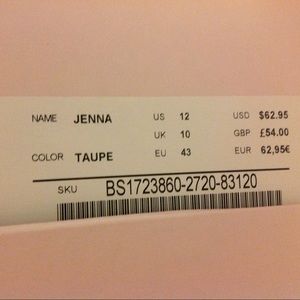 NAME JENNA US 12 USD $62.95
UK 10 GBP £54.00
COLOR TAUPE EU 43 EUR 62,95€
SKU BS1723860-2720-83120